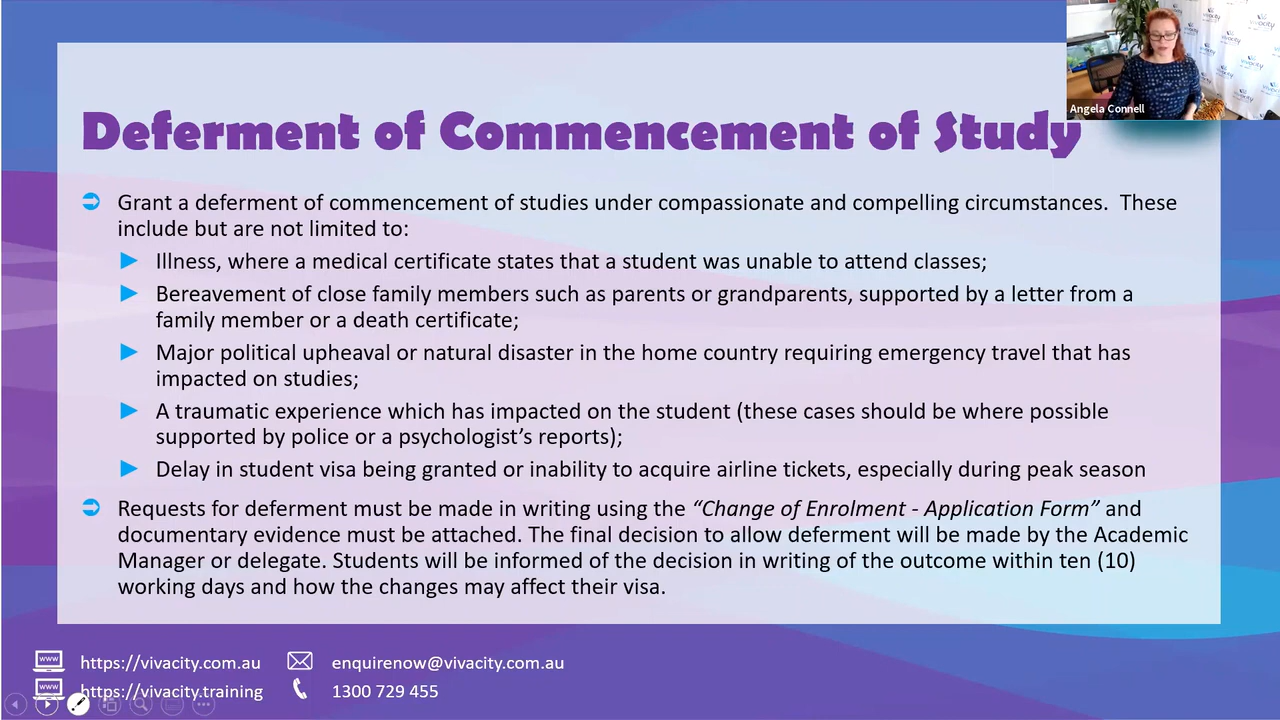 Deferment of Commencement of Study
Grant a deferment of commencement of studies under compassionate and compelling circumstances.  These
include but are not limited to:
Illness, where a medical certificate states that a student was unable to attend classes;
Bereavement of close family members such as parents or grandparents, supported by a letter from a
family member or a death certificate;
Major political upheaval or natural disaster in the home country requiring emergency travel that has
impacted on studies;
A traumatic experience which has impacted on the student (these cases should be where possible
supported by police or a psychologist’s reports);
Delay in student visa being granted or inability to acquire airline tickets, especially during peak season
Requests for deferment must be made in writing using the “Change of Enrolment - Application Form” and
documentary evidence must be attached. The final decision to allow deferment will be made by the Academic
Manager or delegate. Students will be informed of the decision in writing of the outcome within ten (10)
working days and how the changes may affect their visa.
www https://vivacity.com.au enquirenow@vivacity.com.au
www https://vivacity.training 1300 729 455
Angela Connell
vivacity
vivacity
vivacity
vivacity